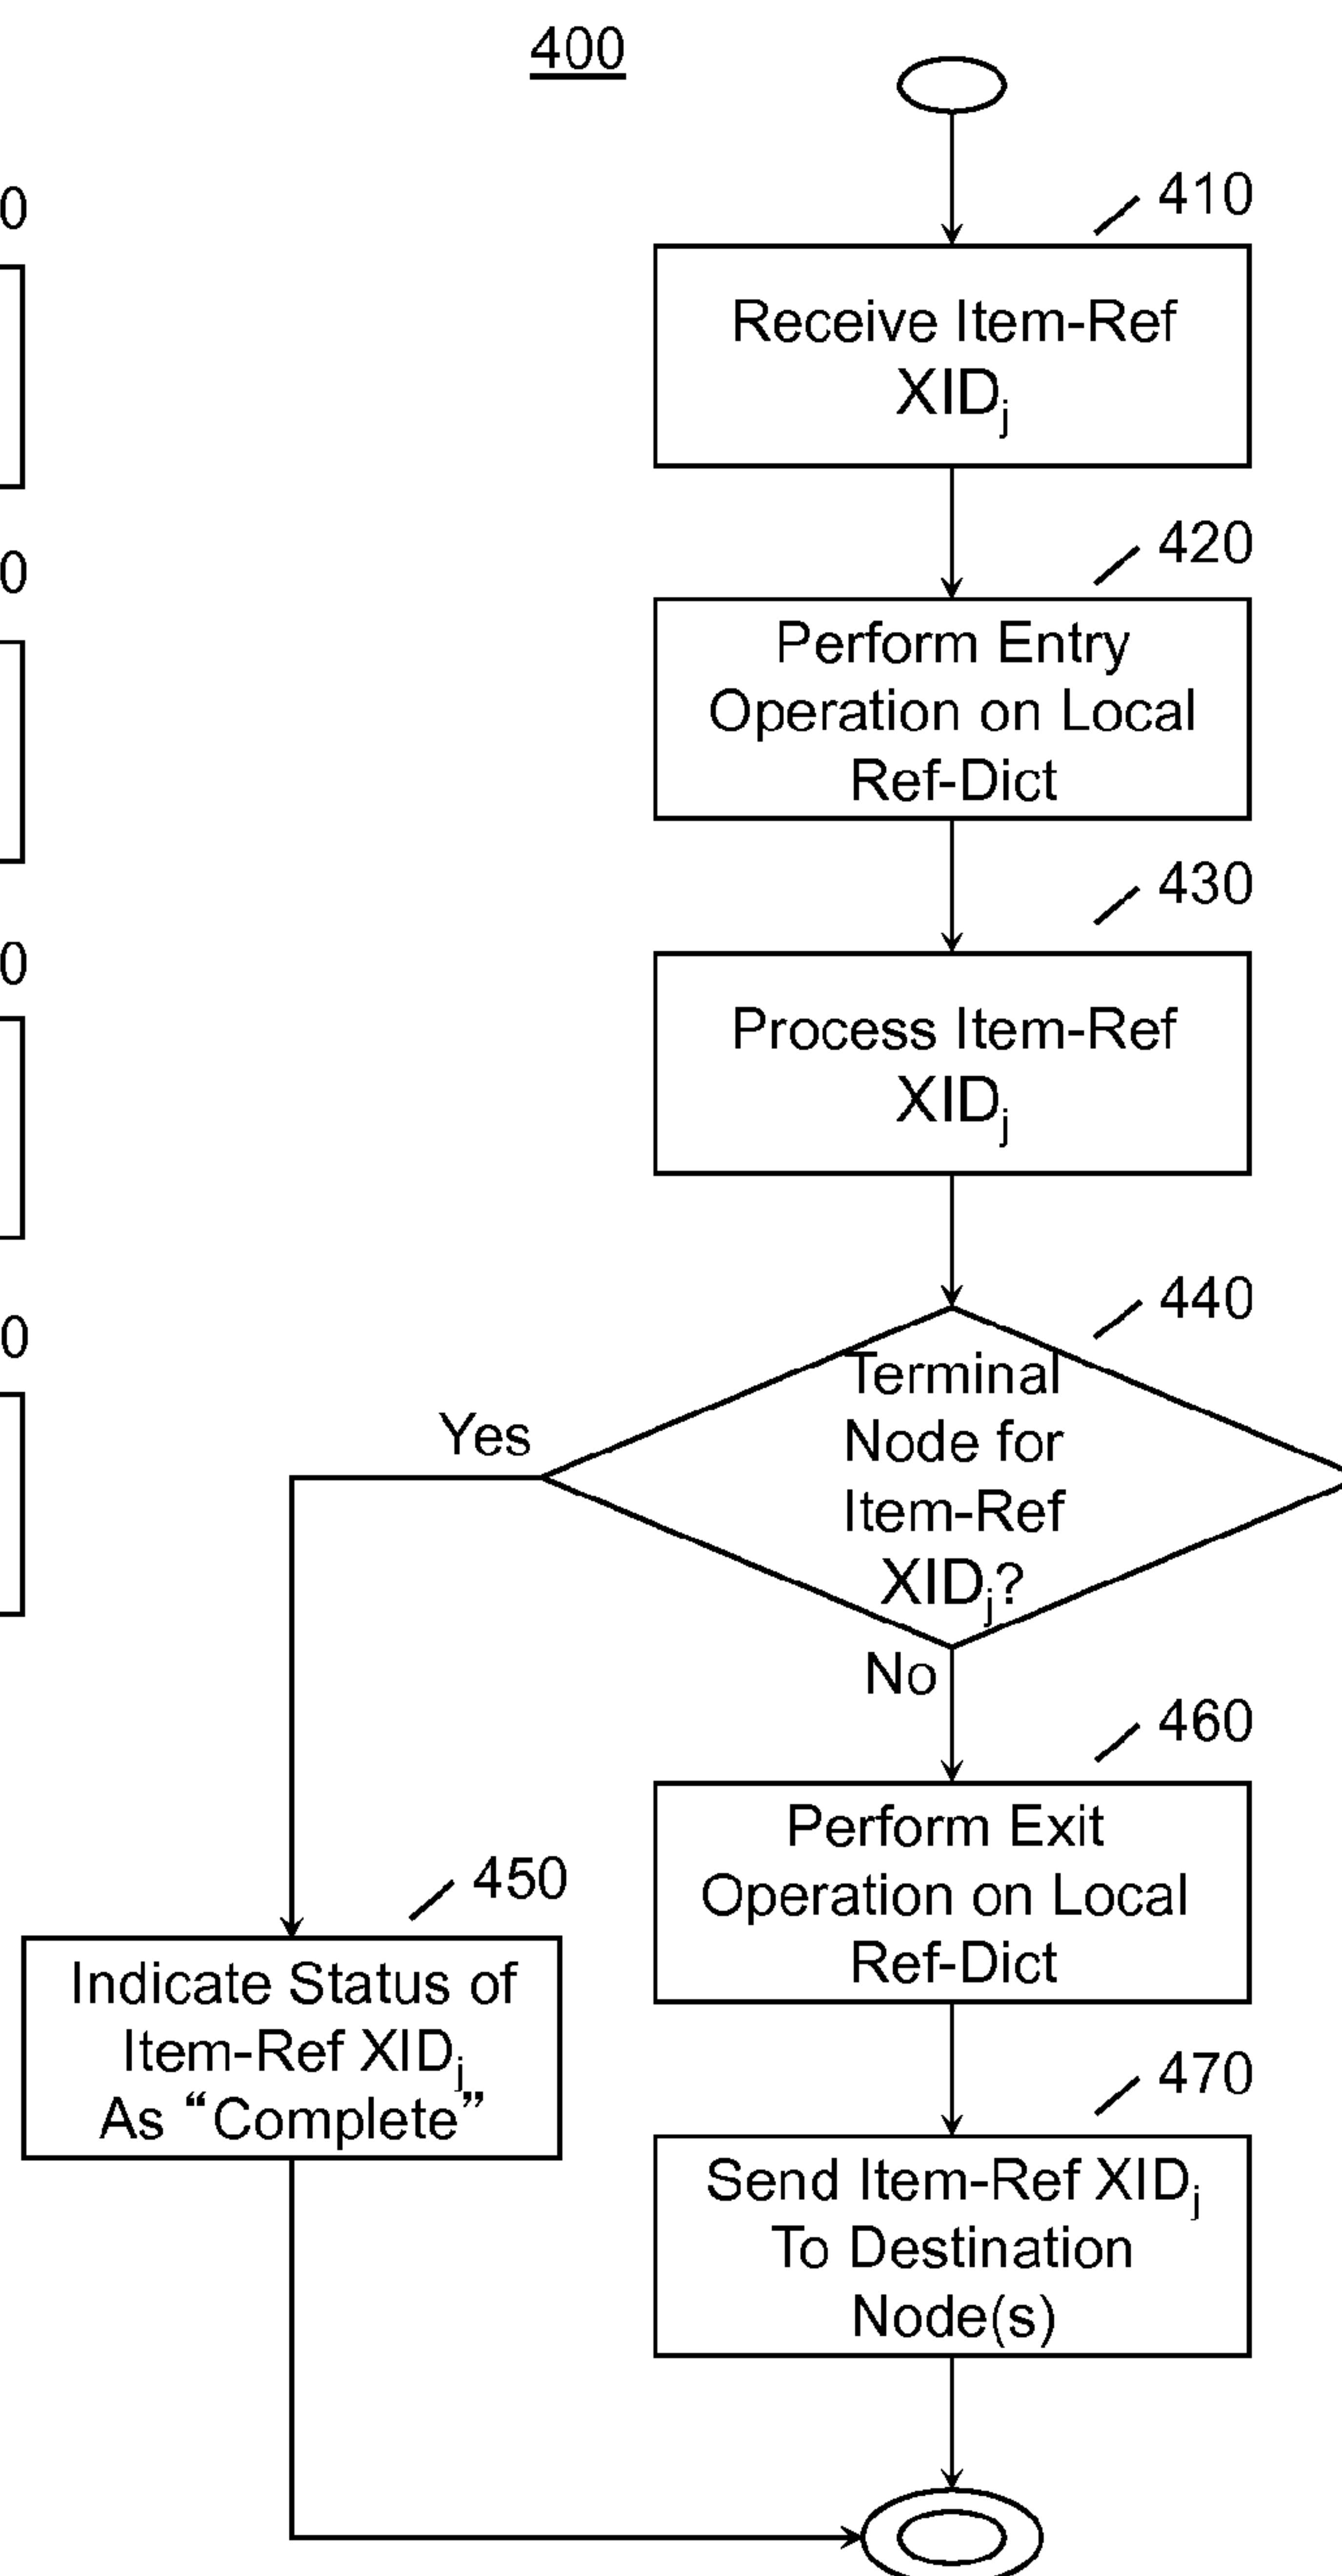 400
410
Receive Item-Ref
XIDj
420
Perform Entry
Operation on Local
Ref-Dict
430
Process Item-Ref
XIDj
440
Terminal
Node for
Item-Ref
XIDj?
Yes
No
460
Perform Exit
Operation on Local
Ref-Dict
450
Indicate Status of
Item-Ref XIDj
As “Complete”
470
Send Item-Ref XIDj
To Destination
Node(s)